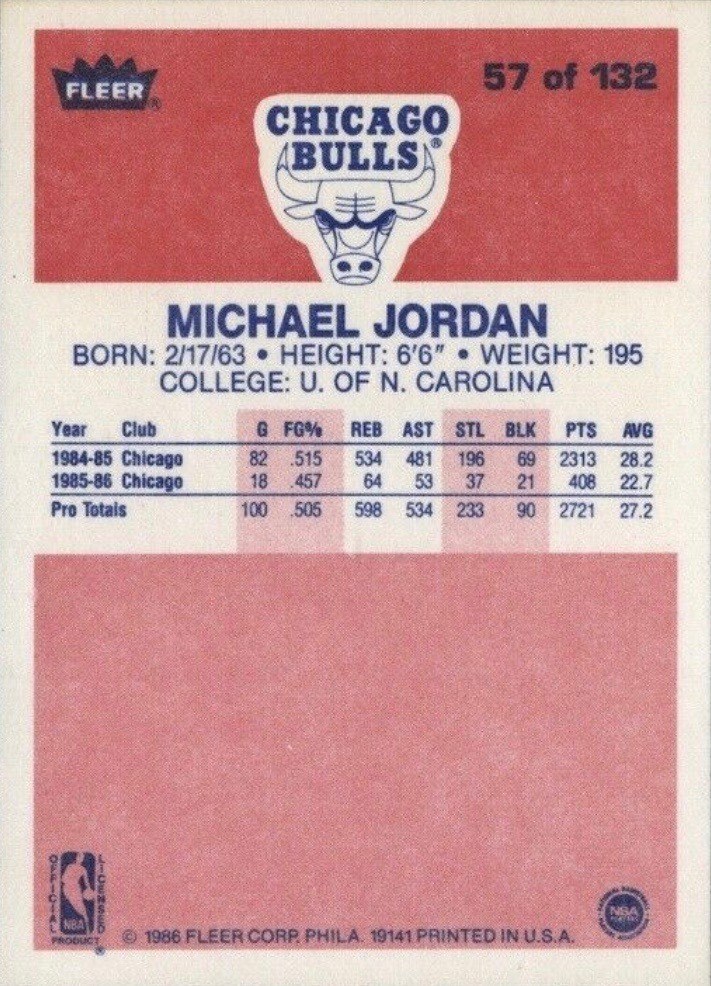 FLEER®
57 of 132
CHICAGO
BULLS®
MICHAEL JORDAN
BORN: 2/17/63 • HEIGHT: 6'6" • WEIGHT: 195
COLLEGE: U. OF N. CAROLINA
Year Club G FG% REB AST STL BLK PTS AVG
1984-85 Chicago 82 .515 534 481 196 69 2313 28.2
1985-86 Chicago 18 .457 64 53 37 21 408 22.7
Pro Totals 100 .505 598 534 233 90 2721 27.2
OFFICIAL
LICENSED
NBA
PRODUCT®
© 1986 FLEER CORP. PHILA. 19141 PRINTED IN U.S.A.